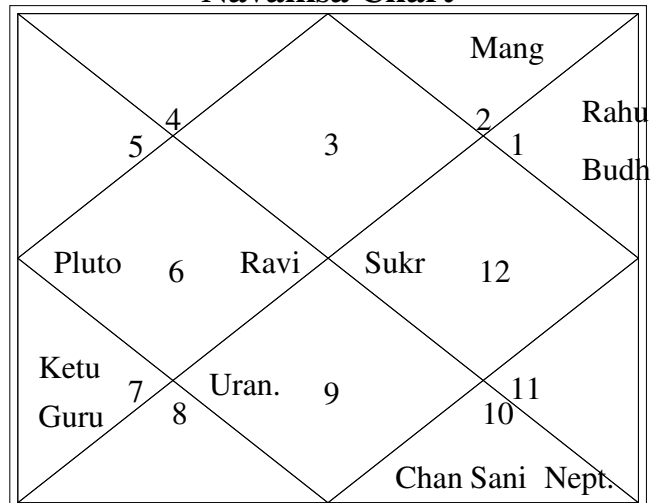 Navamsa Chart
Mang
Rahu
4
2
5
3
1
Budh
Pluto
6
Ravi
Sukr
12
Ketu
7
Uran.
9
11
Guru
8
10
Chan Sani Nept.